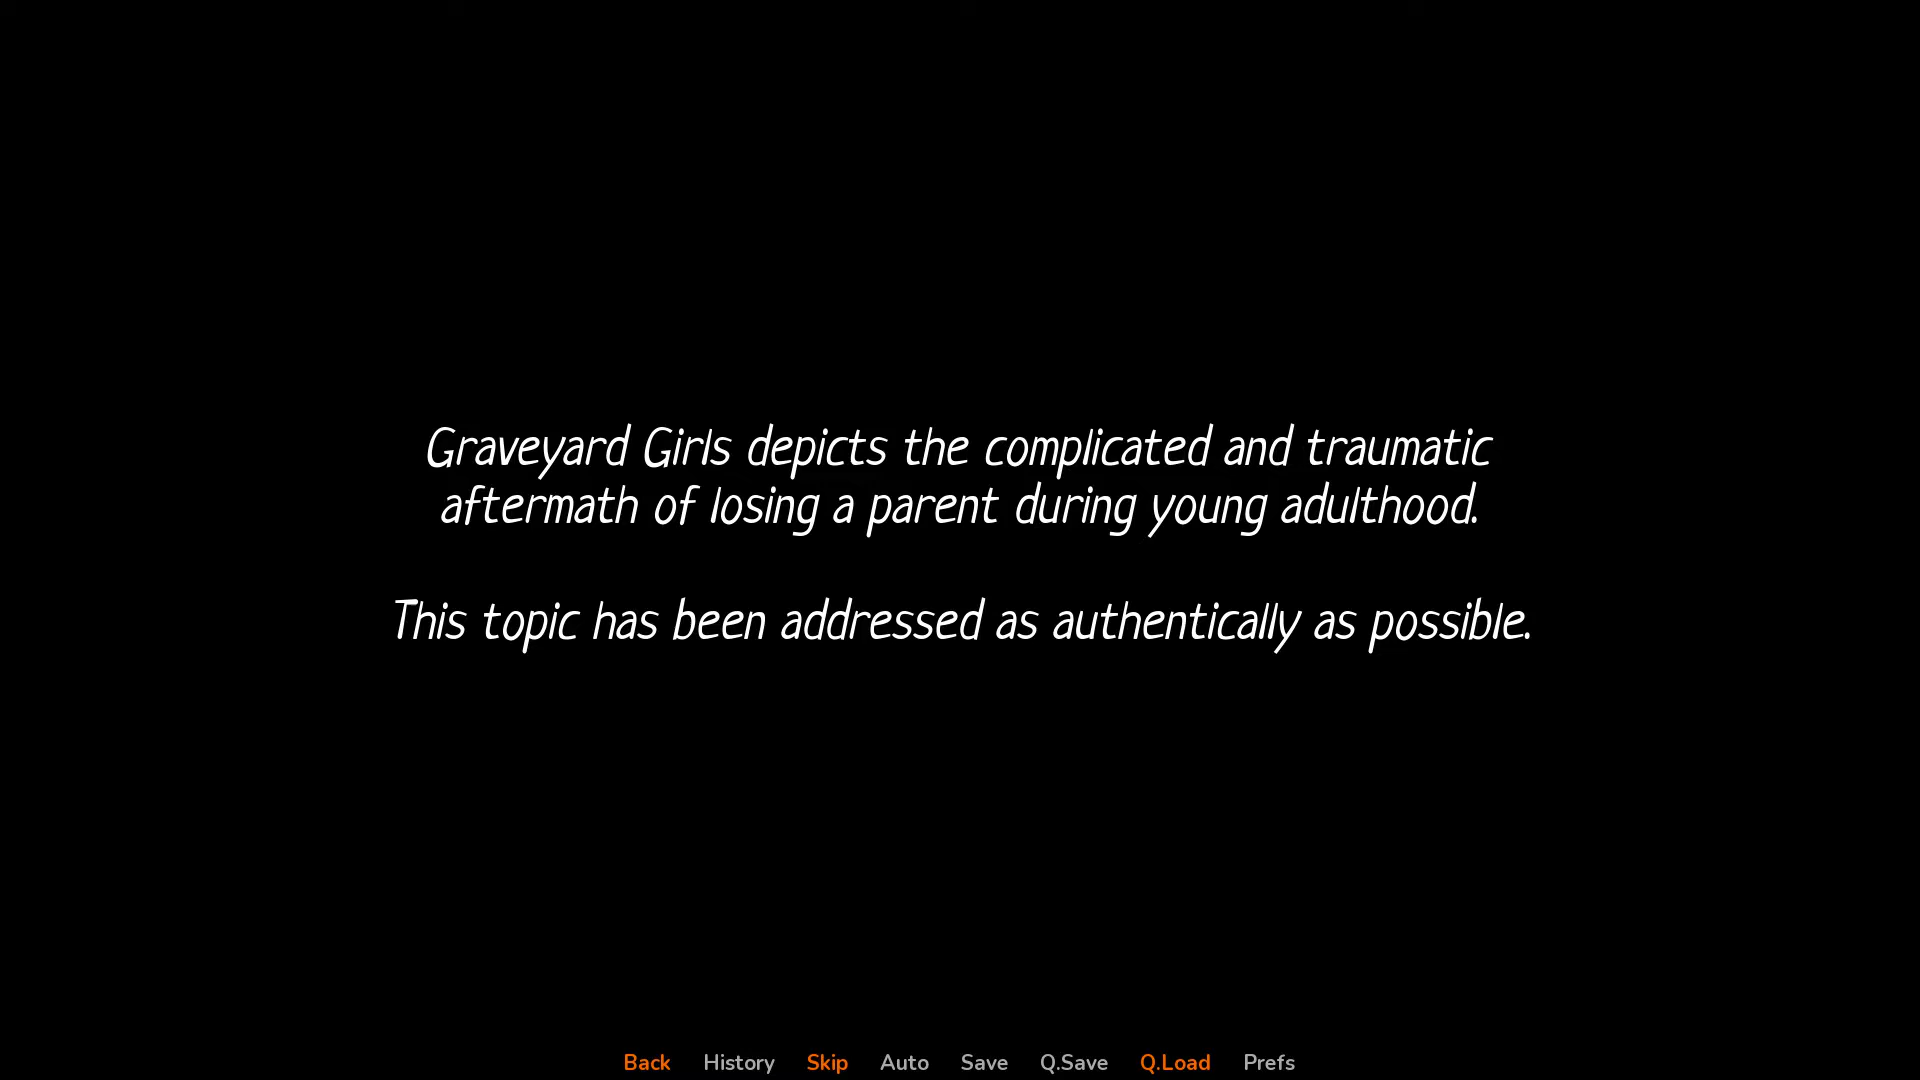 Graveyard Girls depicts the complicated and traumatic
aftermath of losing a parent during young adulthood.
This topic has been addressed as authentically as possible.
Back History Skip Auto Save Q.Save Q.Load Prefs